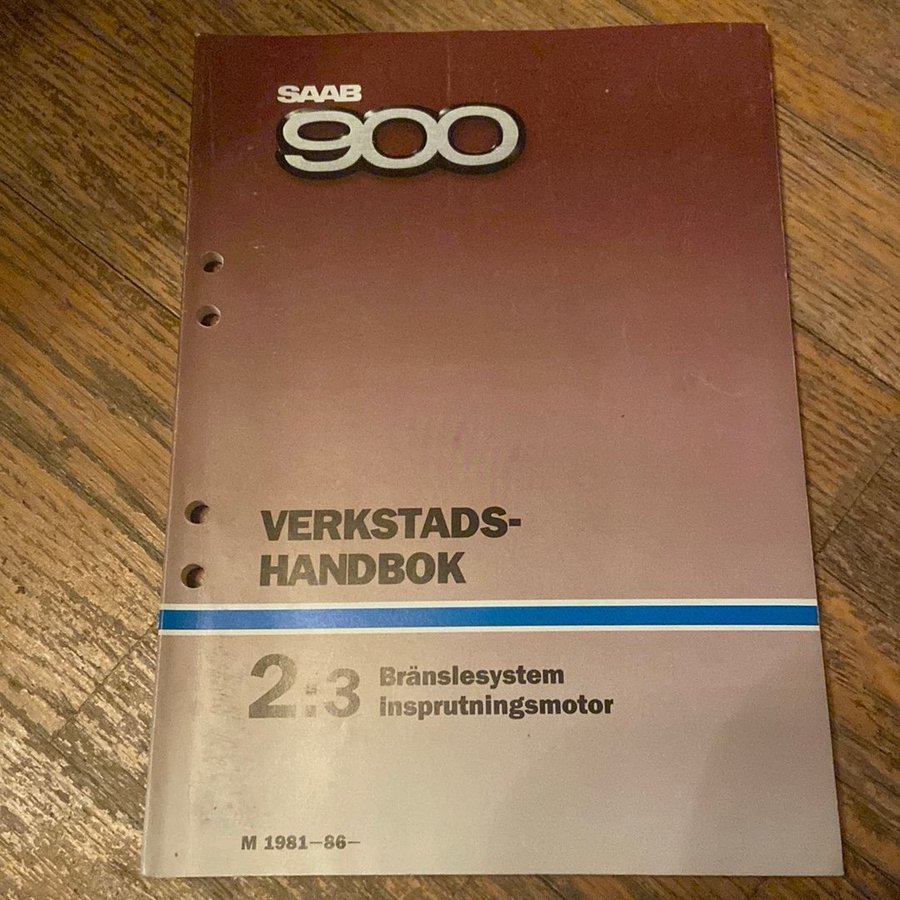 SAAB
900
VERKSTADS-
HANDBOK
2:3 Bränslesystem
insprutningsmotor
M 1981–86–